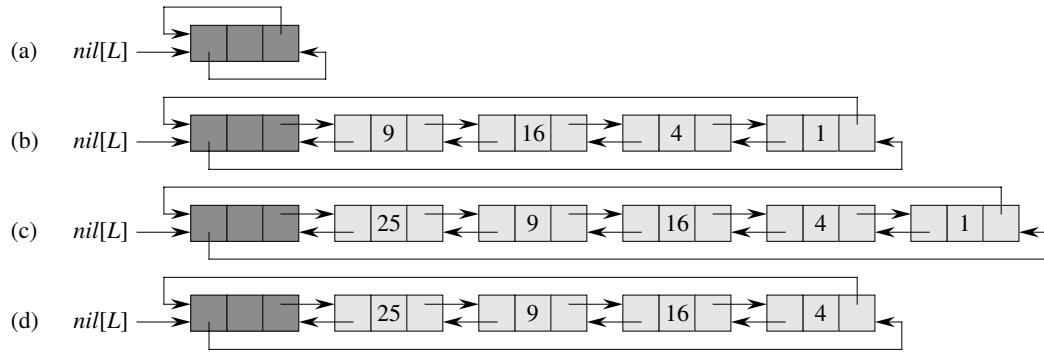 (a) nil[L]
(b) nil[L] 9 16 4 1
(c) nil[L] 25 9 16 4 1
(d) nil[L] 25 9 16 4